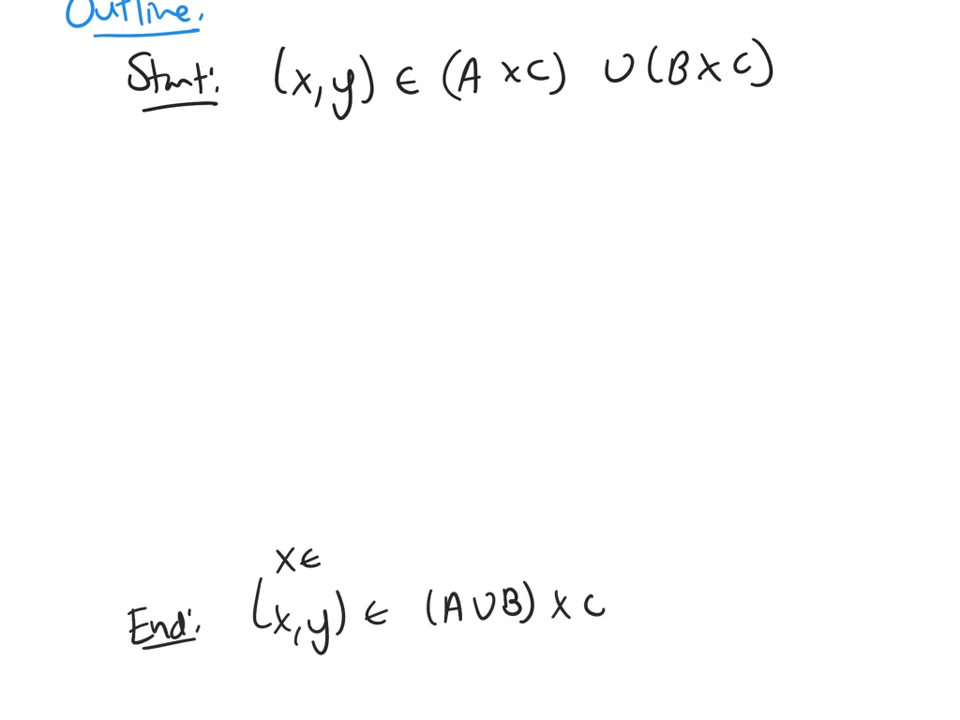 Outline.
Start: (x, y) ∈ (A × C) ∪ (B × C)
x ∈
End: (x, y) ∈ (A ∪ B) × C